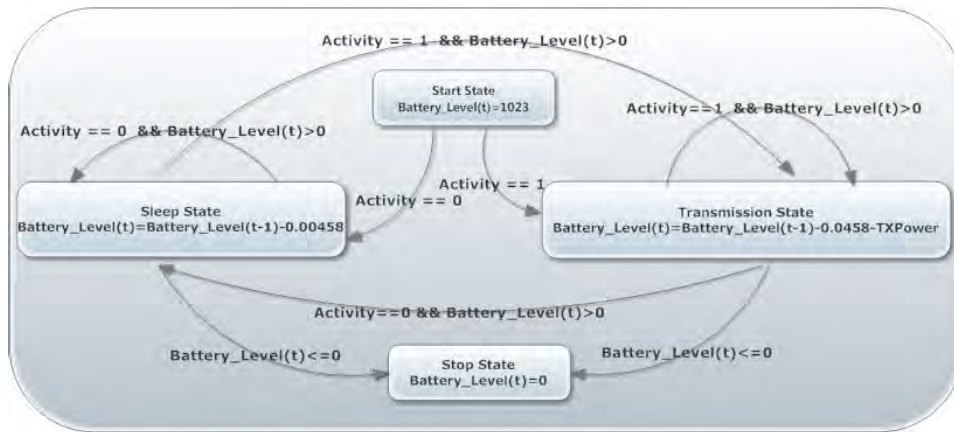 Activity == 1 && Battery_Level(t)>0
Start State
Battery_Level(t)=1023
Activity==1 && Battery_Level(t)>0
Activity == 0 && Battery_Level(t)>0
Activity == 1
Activity == 0
Sleep State
Battery_Level(t)=Battery_Level(t-1)-0.00458
Transmission State
Battery_Level(t)=Battery_Level(t-1)-0.0458-TXPower
Activity==0 && Battery_Level(t)>0
Battery_Level(t)<=0
Battery_Level(t)<=0
Stop State
Battery_Level(t)=0